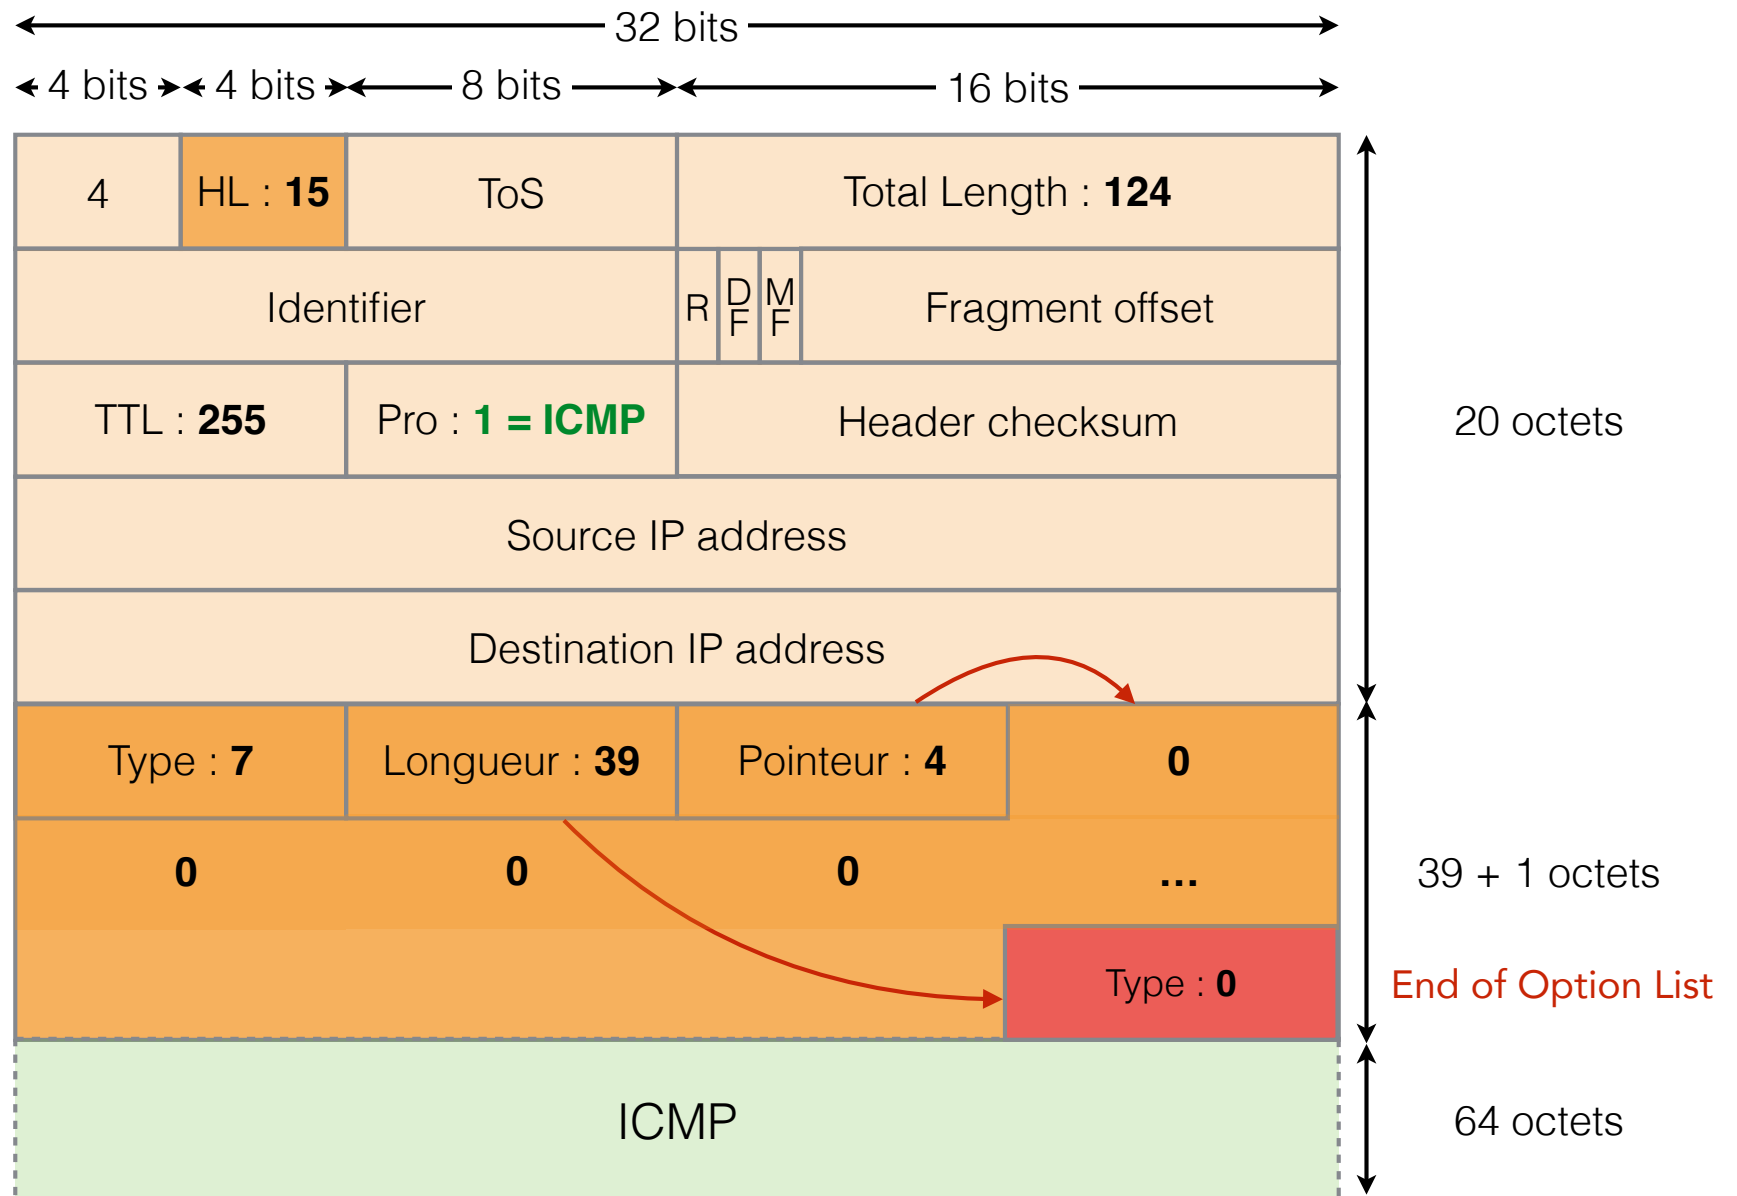 32 bits
4 bits 4 bits 8 bits 16 bits
4 HL : 15 ToS Total Length : 124
Identifier R DF MF Fragment offset
TTL : 255 Pro : 1 = ICMP Header checksum
20 octets
Source IP address
Destination IP address
Type : 7 Longueur : 39 Pointeur : 4 0
0 0 0 ...
39 + 1 octets
Type : 0 End of Option List
ICMP 64 octets